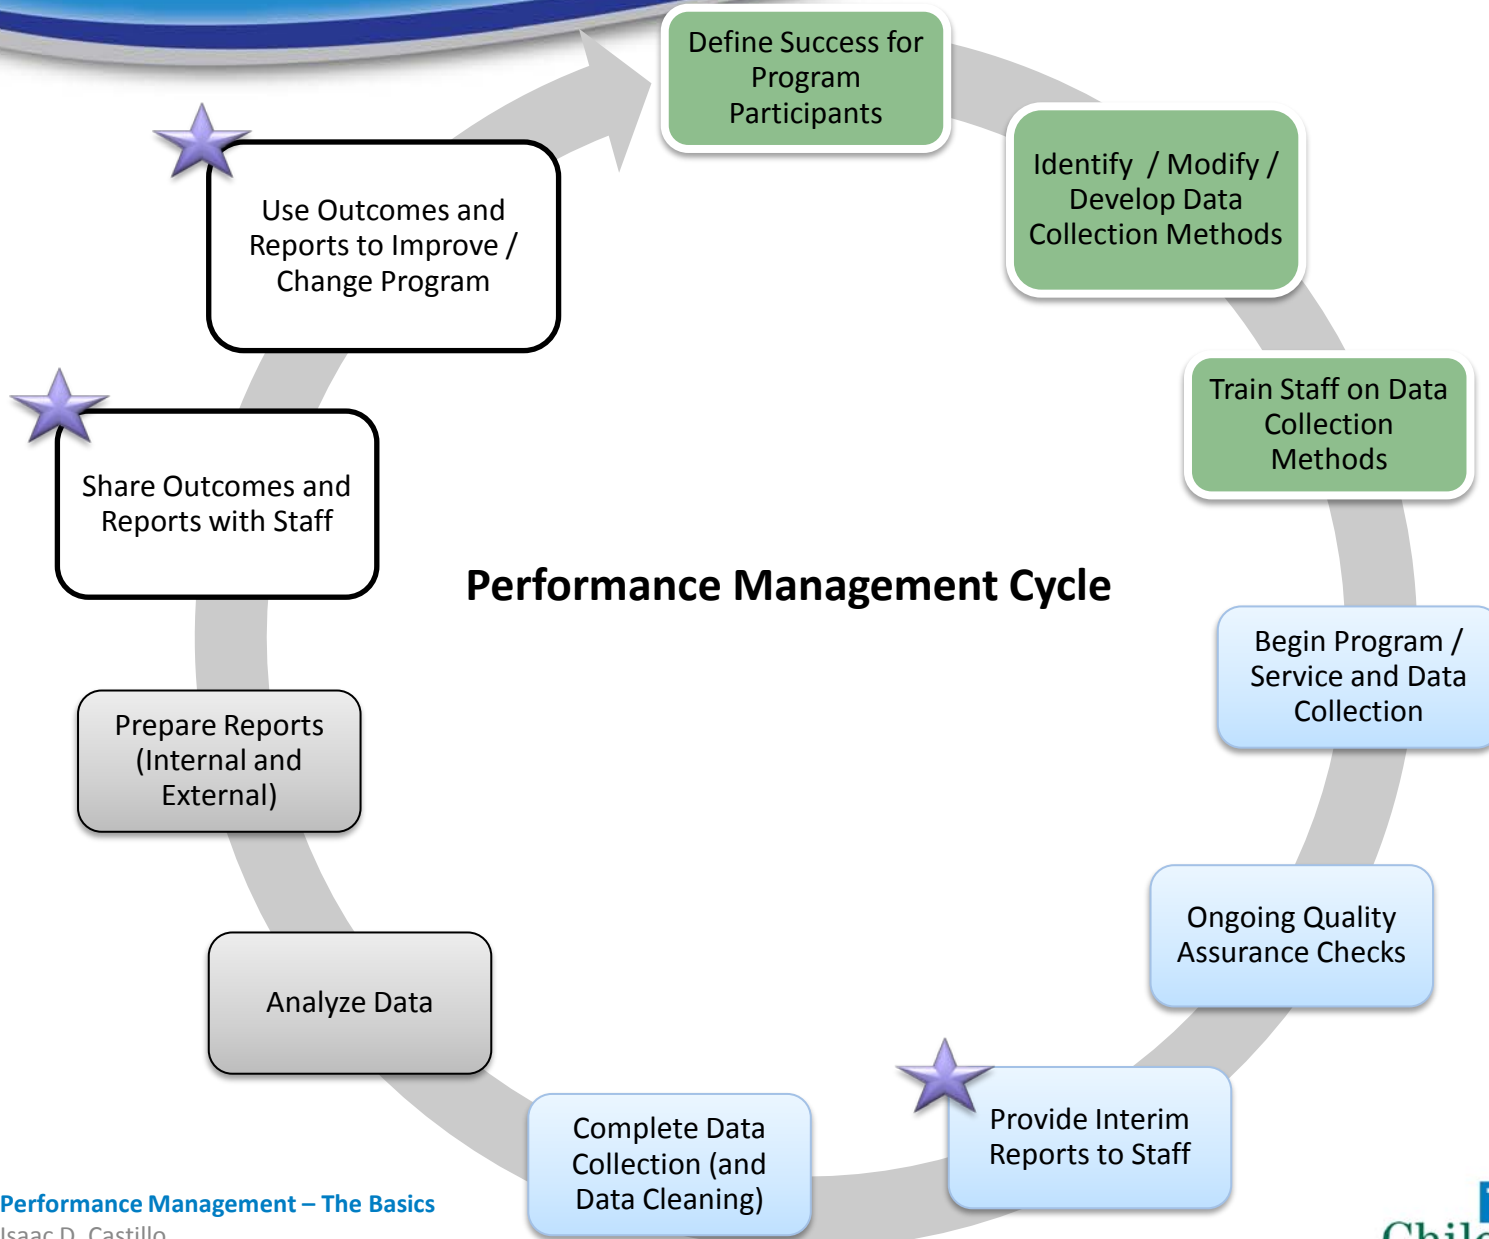 Define Success for
Program
Participants
Identify / Modify /
Develop Data
Collection Methods
Train Staff on Data
Collection
Methods
Begin Program /
Service and Data
Collection
Ongoing Quality
Assurance Checks
Provide Interim
Reports to Staff
Complete Data
Collection (and
Data Cleaning)
Analyze Data
Prepare Reports
(Internal and
External)
Share Outcomes and
Reports with Staff
Use Outcomes and
Reports to Improve /
Change Program
Performance Management Cycle
Performance Management – The Basics
Isaac D. Castillo